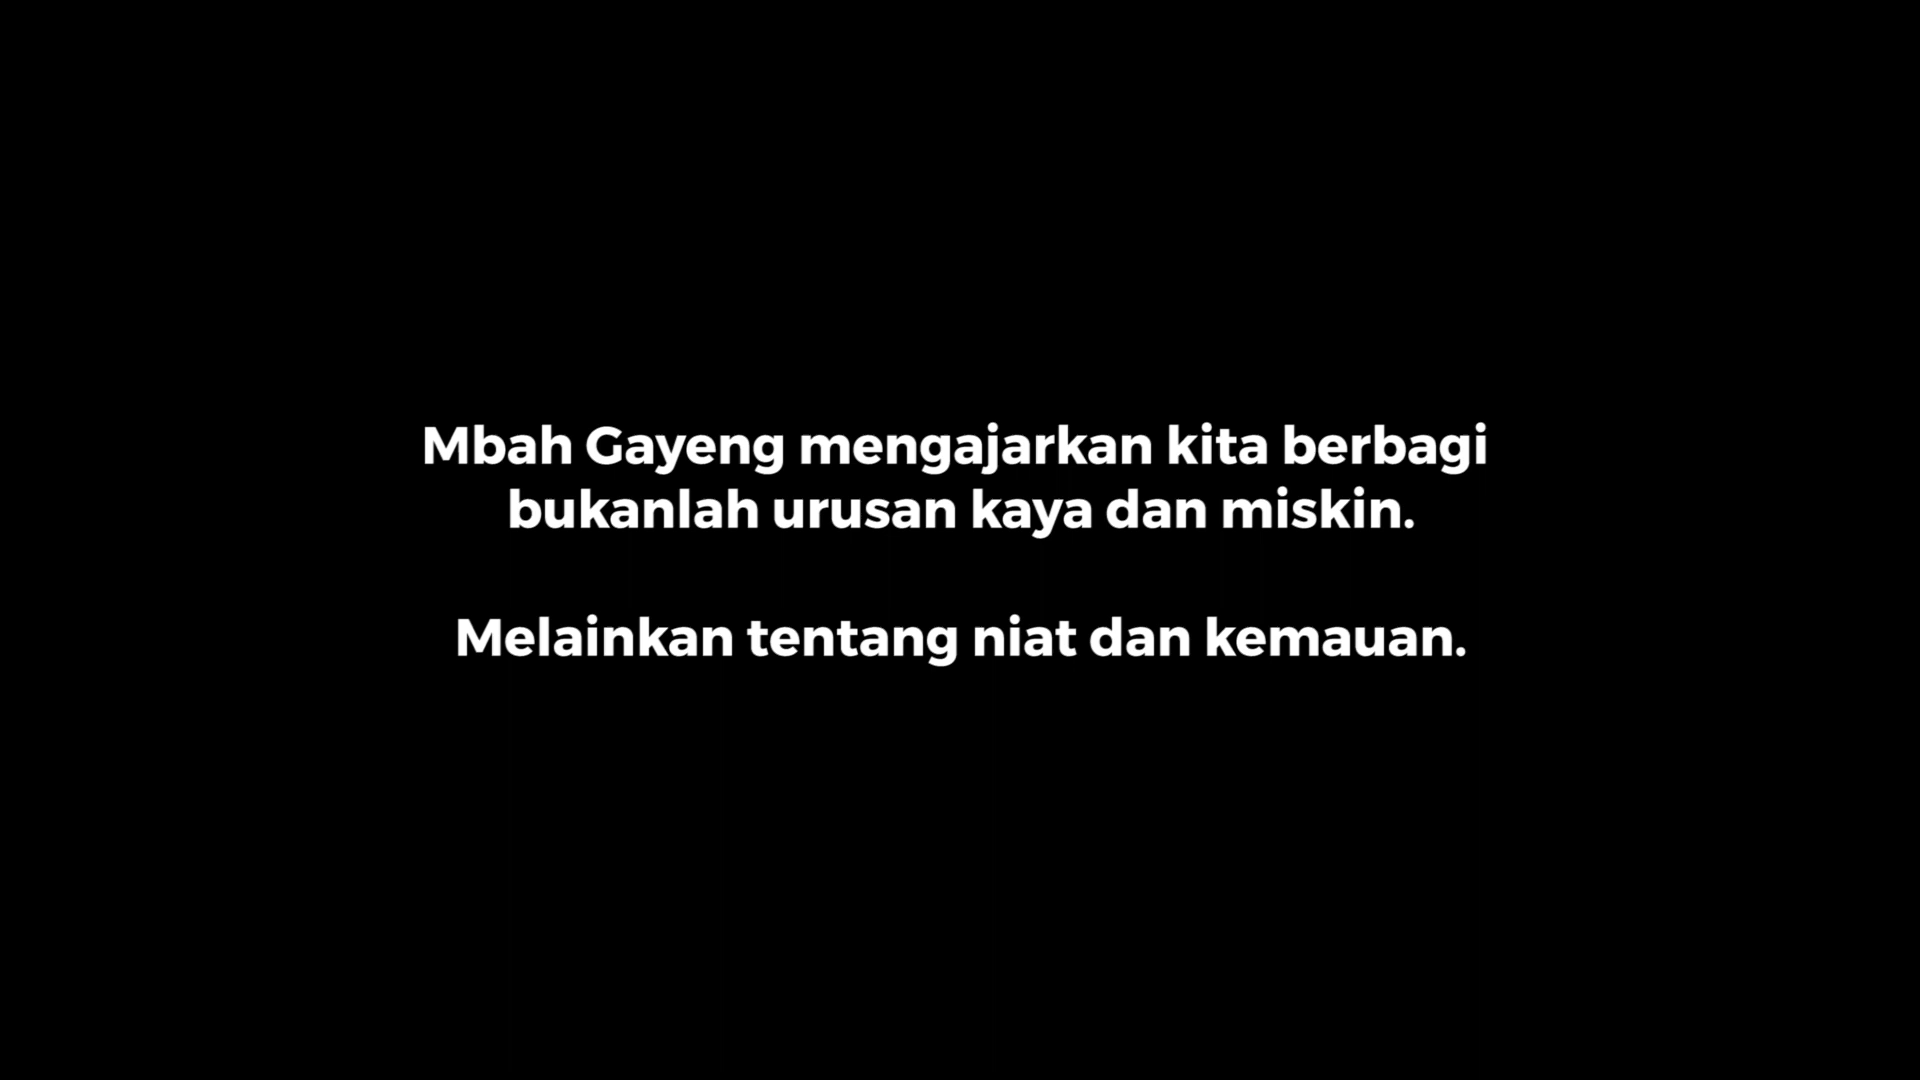 Mbah Gayeng mengajarkan kita berbagi
bukanlah urusan kaya dan miskin.
Melainkan tentang niat dan kemauan.